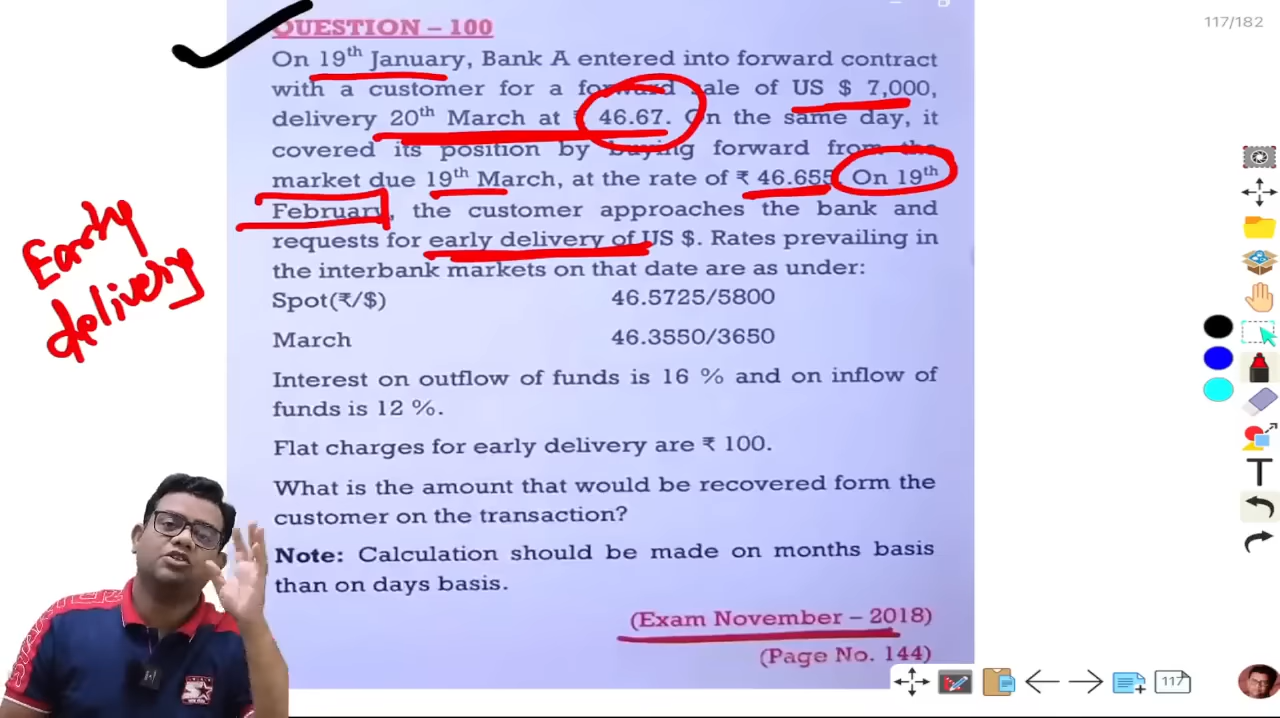 117/182
QUESTION – 100
On 19th January, Bank A entered into forward contract
with a customer for a forward sale of US $ 7,000,
delivery 20th March at ₹ 46.67. On the same day, it
covered its position by buying forward from the
market due 19th March, at the rate of ₹ 46.655. On 19th
February, the customer approaches the bank and
requests for early delivery of US $. Rates prevailing in
the interbank markets on that date are as under:
Spot(₹/$) 46.5725/5800
March 46.3550/3650
Interest on outflow of funds is 16 % and on inflow of
funds is 12 %.
Flat charges for early delivery are ₹ 100.
What is the amount that would be recovered form the
customer on the transaction?
Note: Calculation should be made on months basis
than on days basis.
(Exam November – 2018)
(Page No. 144)
Early
delivery
T
117